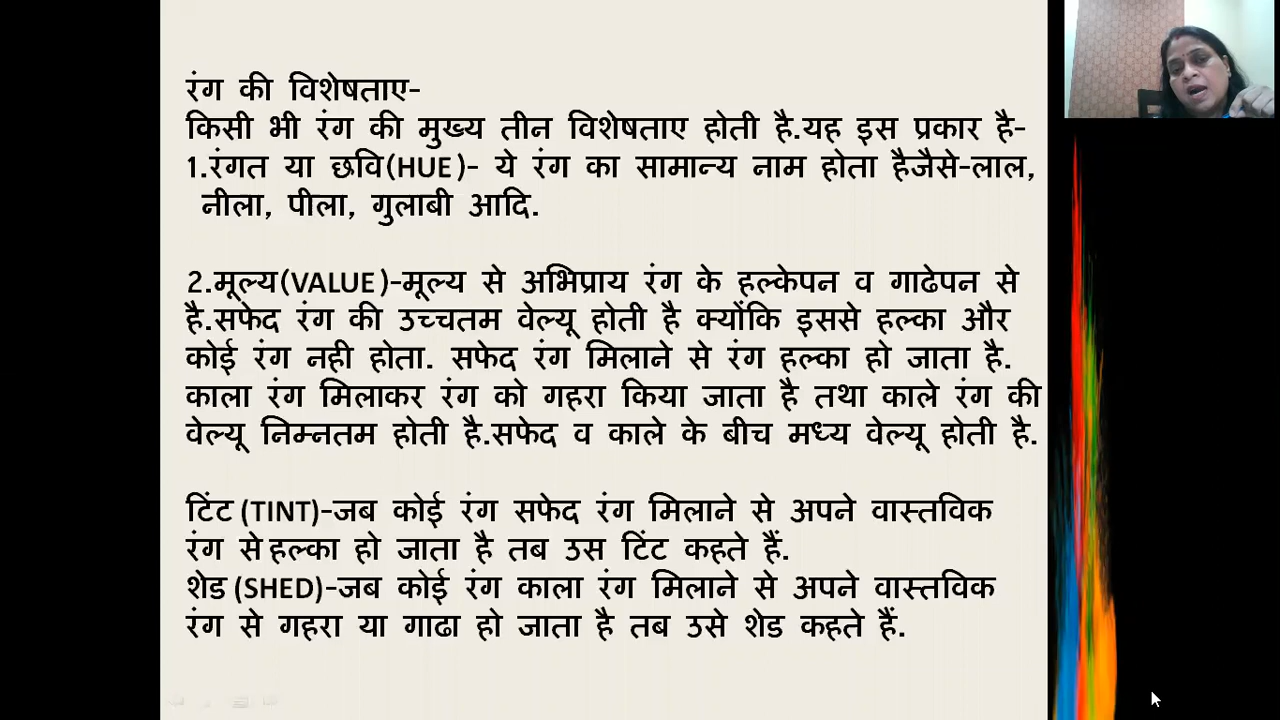 रंग की विशेषताए-
किसी भी रंग की मुख्य तीन विशेषताए होती है.यह इस प्रकार है-
1.रंगत या छवि(HUE)- ये रंग का सामान्य नाम होता हैजैसे-लाल,
नीला, पीला, गुलाबी आदि.
2.मूल्य(VALUE)-मूल्य से अभिप्राय रंग के हल्केपन व गाढेपन से
है.सफेद रंग की उच्चतम वेल्यू होती है क्योंकि इससे हल्का और
कोई रंग नही होता. सफेद रंग मिलाने से रंग हल्का हो जाता है.
काला रंग मिलाकर रंग को गहरा किया जाता है तथा काले रंग की
वेल्यू निम्नतम होती है.सफेद व काले के बीच मध्य वेल्यू होती है.
टिंट (TINT)-जब कोई रंग सफेद रंग मिलाने से अपने वास्तविक
रंग से हल्का हो जाता है तब उस टिंट कहते हैं.
शेड (SHED)-जब कोई रंग काला रंग मिलाने से अपने वास्तविक
रंग से गहरा या गाढा हो जाता है तब उसे शेड कहते हैं.